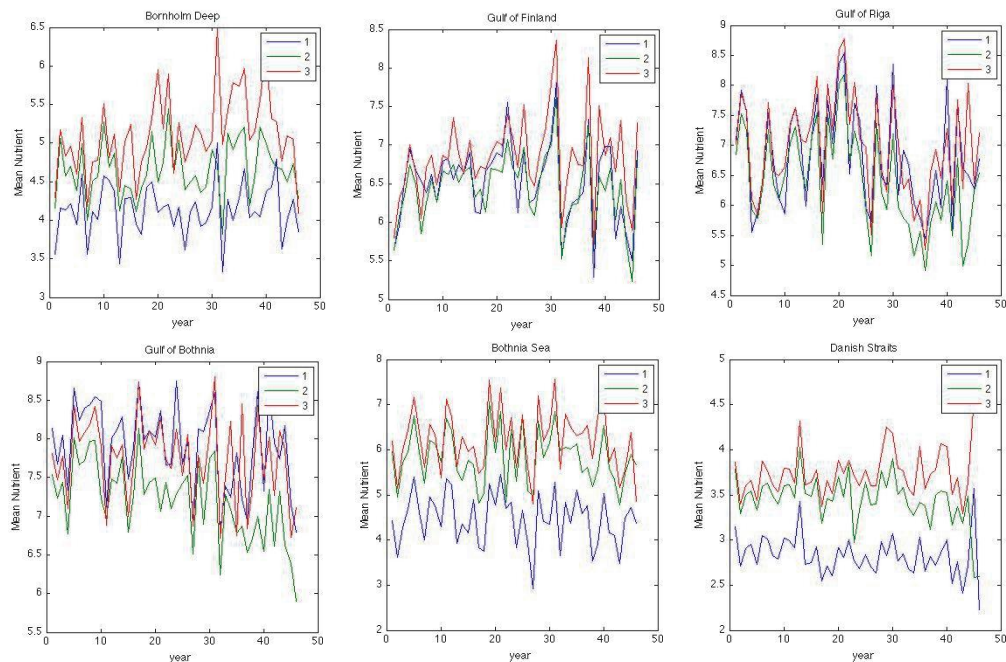 Bornholm Deep
6.5
6
5.5
5
4.5
4
3.5
3
Mean Nutrient
0 10 20 30 40 50
year
1
2
3
Gulf of Finland
9
8.5
8
7.5
7
6.5
6
5.5
5
Mean Nutrient
0 10 20 30 40 50
year
1
2
3
Gulf of Riga
9
8.5
8
7.5
7
6.5
6
5.5
5
4.5
Mean Nutrient
0 10 20 30 40 50
year
1
2
3
Gulf of Bothnia
9
8.5
8
7.5
7
6.5
6
5.5
Mean Nutrient
0 10 20 30 40 50
year
1
2
3
Bothnia Sea
8
7
6
5
4
3
2
Mean Nutrient
0 10 20 30 40 50
year
1
2
3
Danish Straits
5
4.5
4
3.5
3
2.5
2
Mean Nutrient
0 10 20 30 40 50
year
1
2
3